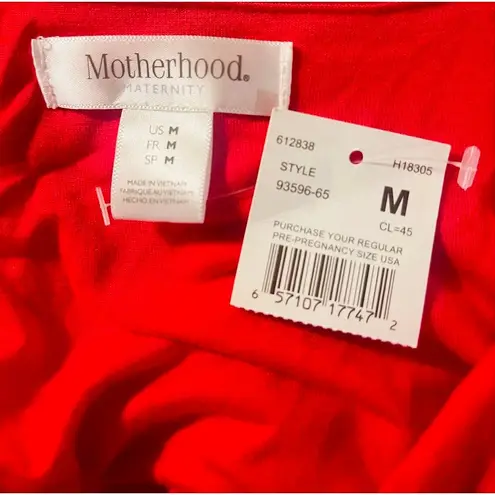 Motherhood®
MATERNITY
US M
FR M
SP M
MADE IN VIETNAM
FABRIQUÉ AU VIETNAM
HECHO EN VIETNAM
612838
H18305
STYLE
93596-65
M
CL=45
PURCHASE YOUR REGULAR
PRE-PREGNANCY SIZE USA
6 57107 17747 2